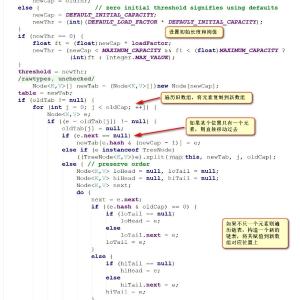 newCap = oldThr;
else { // zero initial threshold signifies using defaults
newCap = DEFAULT_INITIAL_CAPACITY;
newThr = (int)(DEFAULT_LOAD_FACTOR * DEFAULT_INITIAL_CAPACITY);
}
设置初始长度和阈值
if (newThr == 0) {
float ft = (float)newCap * loadFactor;
newThr = (newCap < MAXIMUM_CAPACITY && ft < (float)MAXIMUM_CAPACITY ?
(int)ft : Integer.MAX_VALUE);
}
threshold = newThr;
/rawtypes, unchecked/
Node<K,V>[] newTab = (Node<K,V>[])new Node[newCap];
table = newTab;
遍历旧数组，将元素复制到新数组
if (oldTab != null) {
for (int j = 0; j < oldCap; ++j) {
Node<K,V> e;
if ((e = oldTab[j]) != null) {
如果某个位置只有一个元素，则直接移动过去
oldTab[j] = null;
if (e.next == null)
newTab[e.hash & (newCap - 1)] = e;
else if (e instanceof TreeNode)
((TreeNode<K,V>)e).split(map: this, newTab, j, oldCap);
else { // preserve order
Node<K,V> loHead = null, loTail = null;
Node<K,V> hiHead = null, hiTail = null;
Node<K,V> next;
do {
next = e.next;
if ((e.hash & oldCap) == 0) {
如果不只一个元素则遍
if (loTail == null)
历链表，构造一个新的
loHead = e;
链表，将其赋值到新数
else
组对应位置上
loTail.next = e;
loTail = e;
}
else {
if (hiTail == null)
hiHead = e;
else
hiTail.next = e;
hiTail = e;